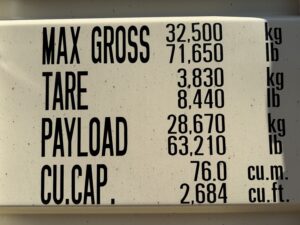 MAX GROSS 32,500 kg
71,650 lb
TARE 3,830 kg
8,440 lb
PAYLOAD 28,670 kg
63,210 lb
CU.CAP. 76.0 cu.m.
2,684 cu.ft.